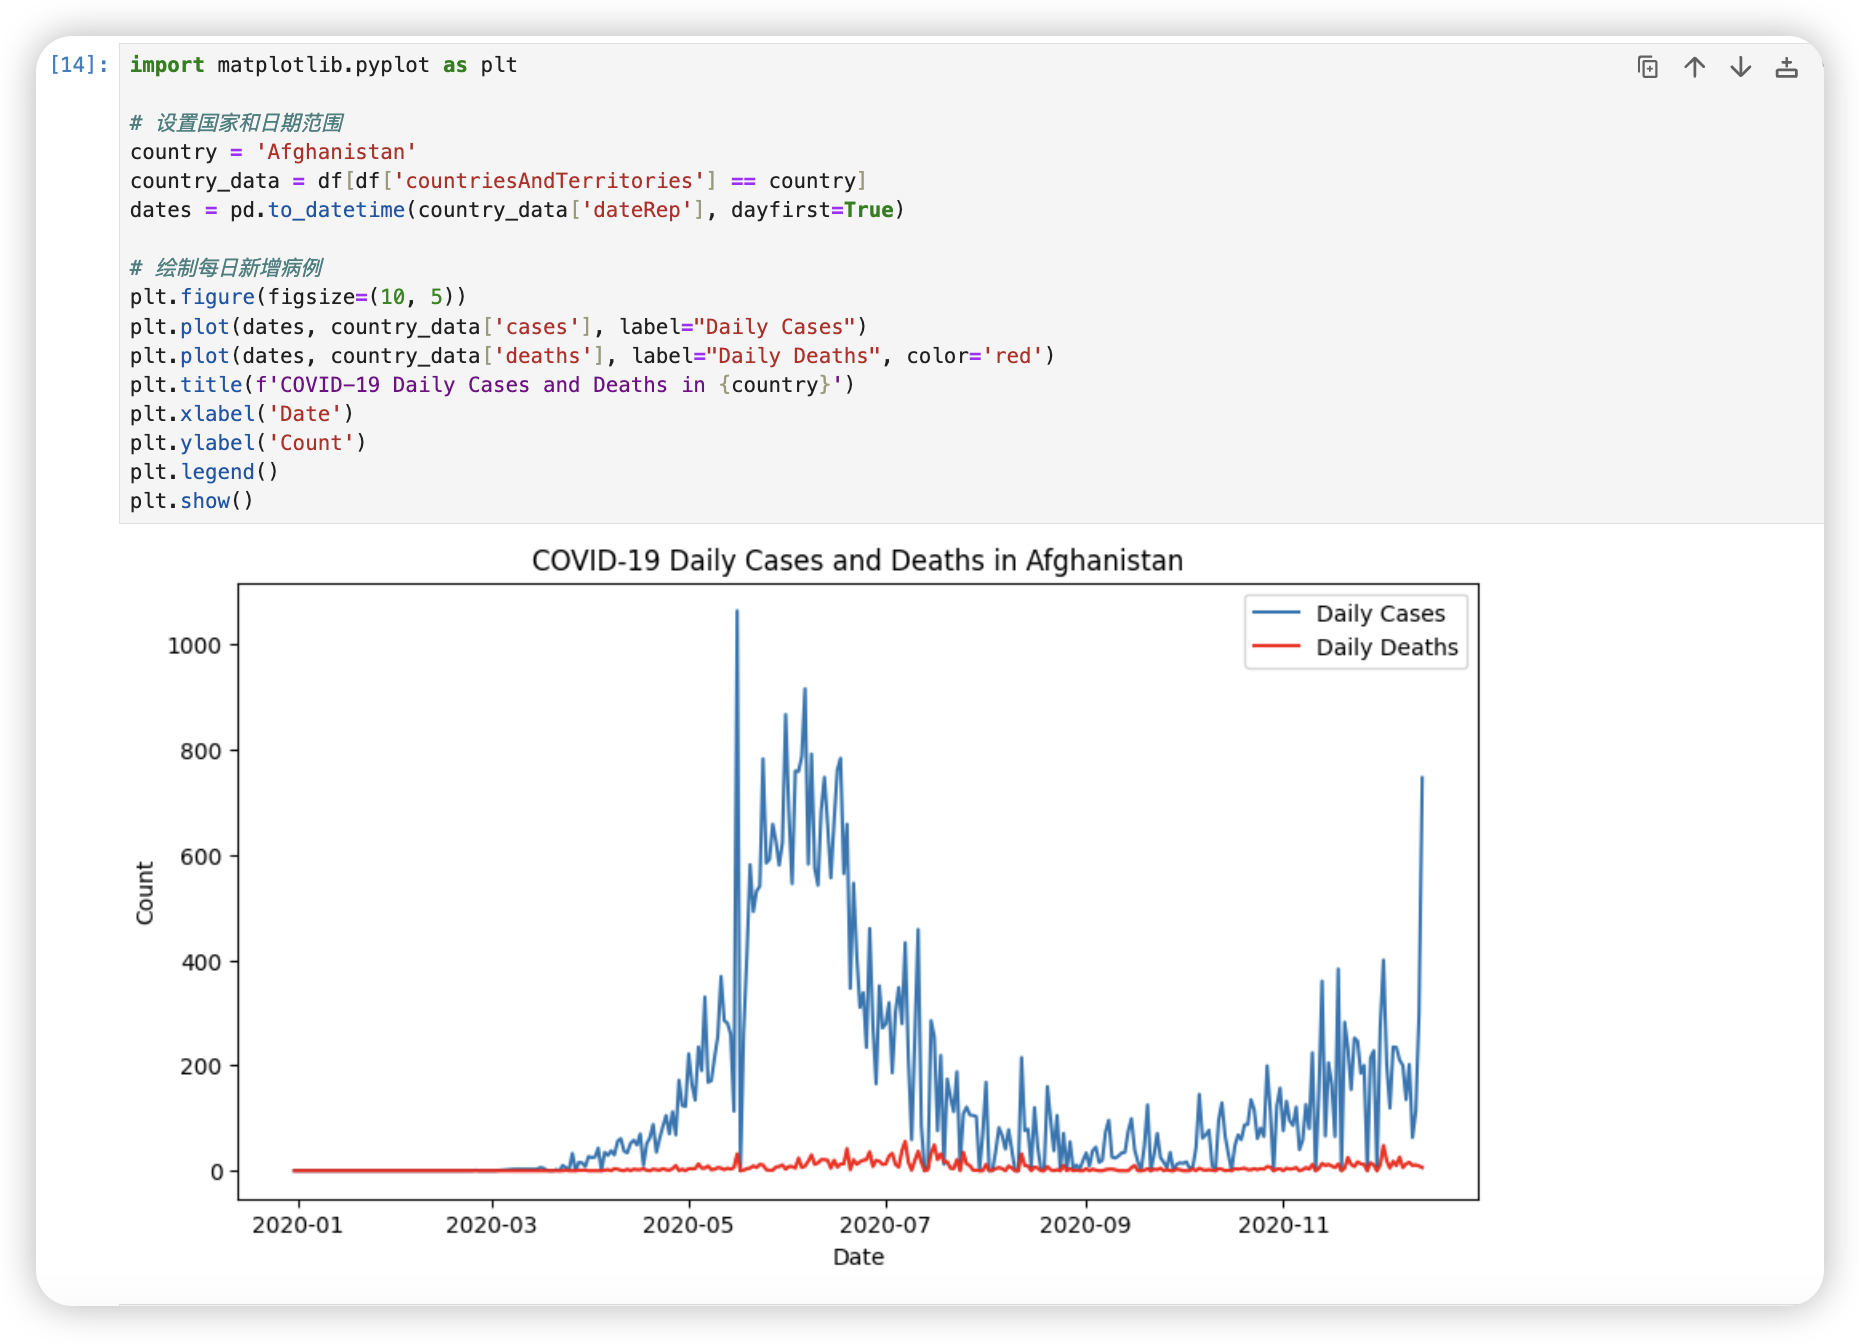 [14]:
import matplotlib.pyplot as plt
# 设置国家和日期范围
country = 'Afghanistan'
country_data = df[df['countriesAndTerritories'] == country]
dates = pd.to_datetime(country_data['dateRep'], dayfirst=True)
# 绘制每日新增病例
plt.figure(figsize=(10, 5))
plt.plot(dates, country_data['cases'], label="Daily Cases")
plt.plot(dates, country_data['deaths'], label="Daily Deaths", color='red')
plt.title(f'COVID-19 Daily Cases and Deaths in {country}')
plt.xlabel('Date')
plt.ylabel('Count')
plt.legend()
plt.show()
COVID-19 Daily Cases and Deaths in Afghanistan
Daily Cases
Daily Deaths
1000
800
600
400
200
0
Count
2020-01 2020-03 2020-05 2020-07 2020-09 2020-11
Date